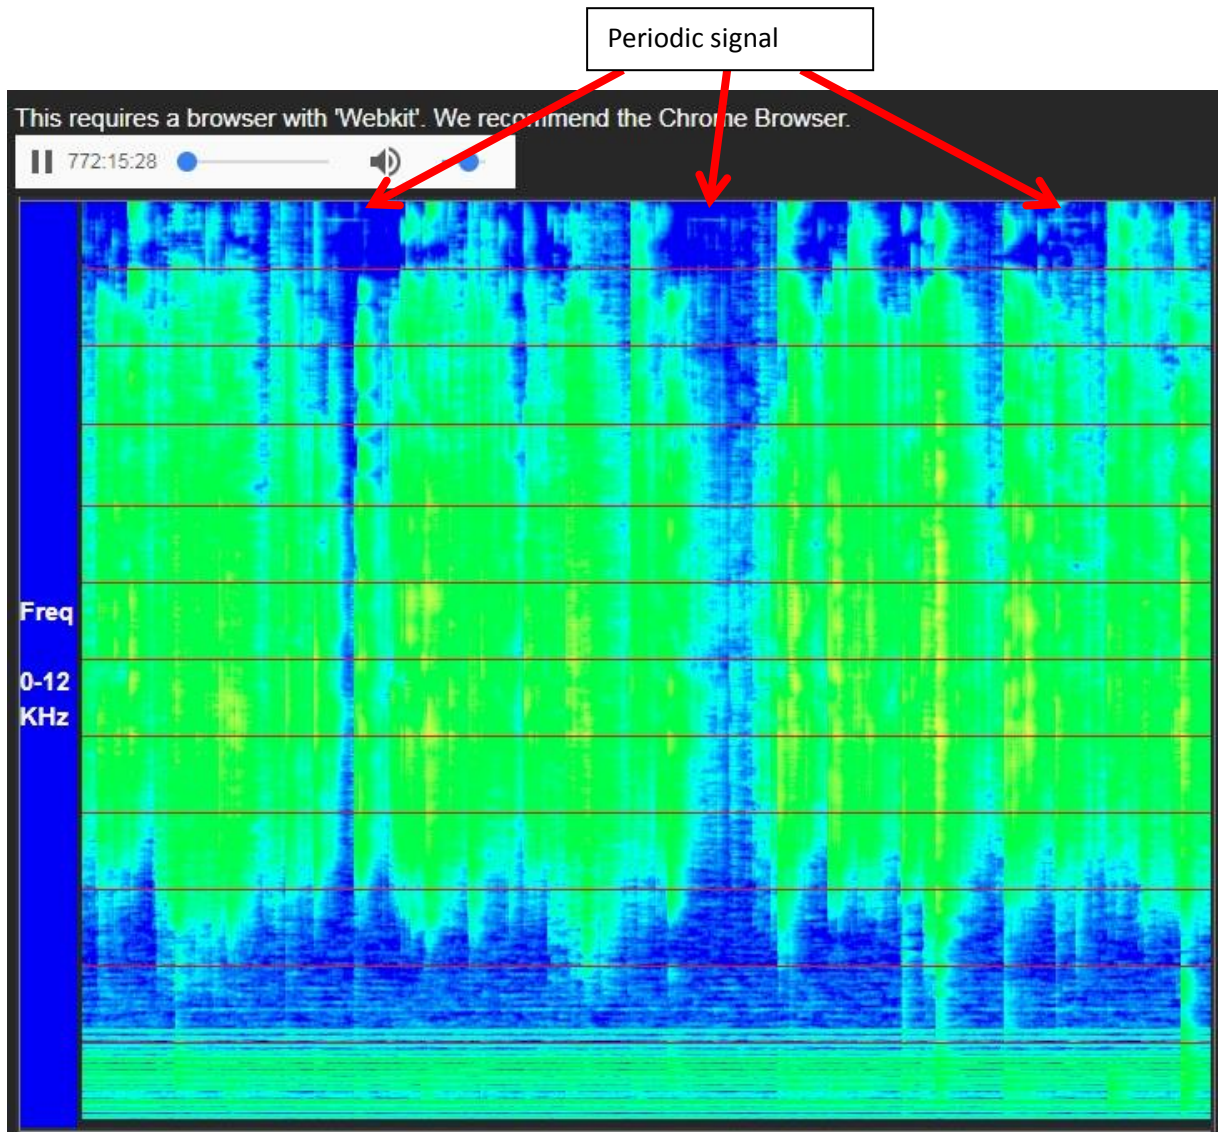 Periodic signal
This requires a browser with 'Webkit'. We recommend the Chrome Browser.
772:15:28
Freq
0-12
KHz